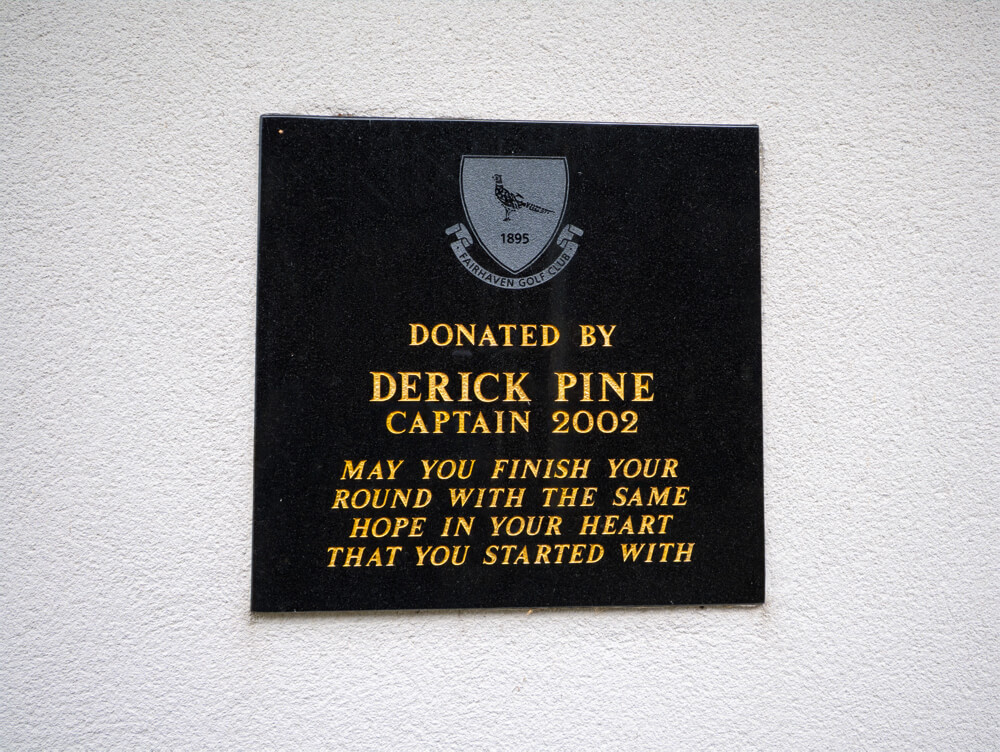 1895
FAIRHAVEN GOLF CLUB
DONATED BY
DERICK PINE
CAPTAIN 2002
MAY YOU FINISH YOUR
ROUND WITH THE SAME
HOPE IN YOUR HEART
THAT YOU STARTED WITH